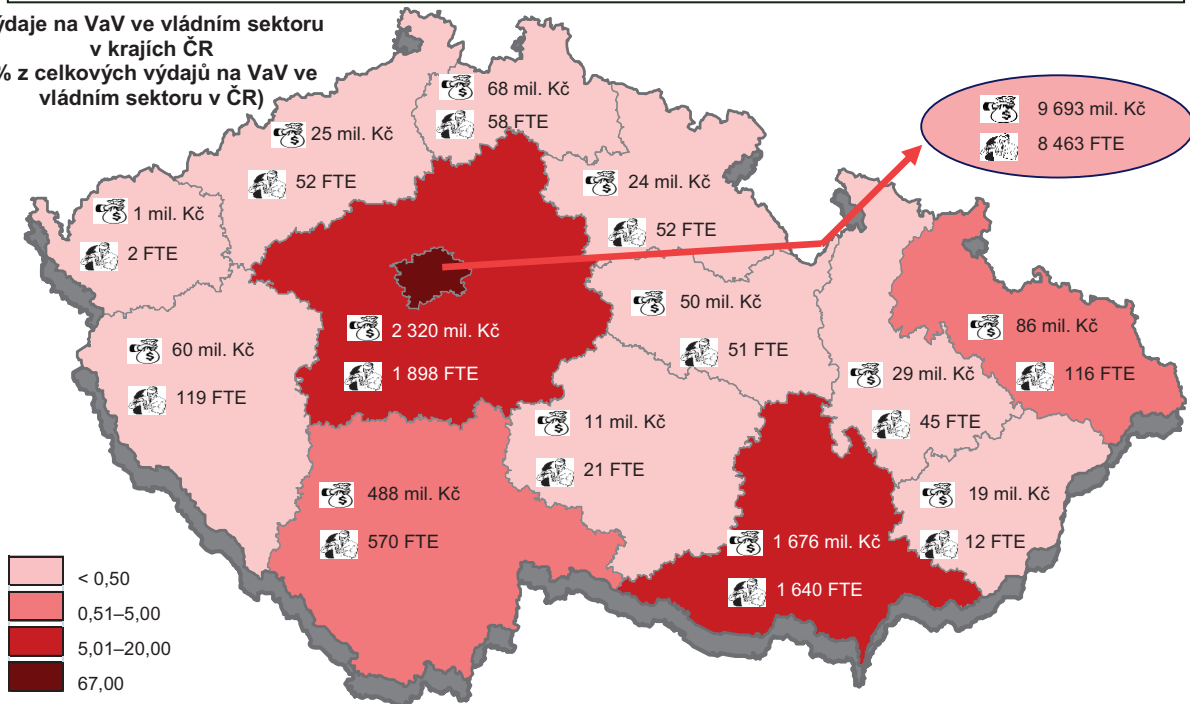 ýdaje na VaV ve vládním sektoru
v krajích ČR
% z celkových výdajů na VaV ve
vládním sektoru v ČR)
68 mil. Kč
58 FTE
9 693 mil. Kč
8 463 FTE
25 mil. Kč
52 FTE
24 mil. Kč
52 FTE
1 mil. Kč
2 FTE
50 mil. Kč
51 FTE
86 mil. Kč
116 FTE
2 320 mil. Kč
1 898 FTE
60 mil. Kč
119 FTE
29 mil. Kč
45 FTE
11 mil. Kč
21 FTE
488 mil. Kč
570 FTE
19 mil. Kč
12 FTE
1 676 mil. Kč
1 640 FTE
< 0,50
0,51–5,00
5,01–20,00
67,00